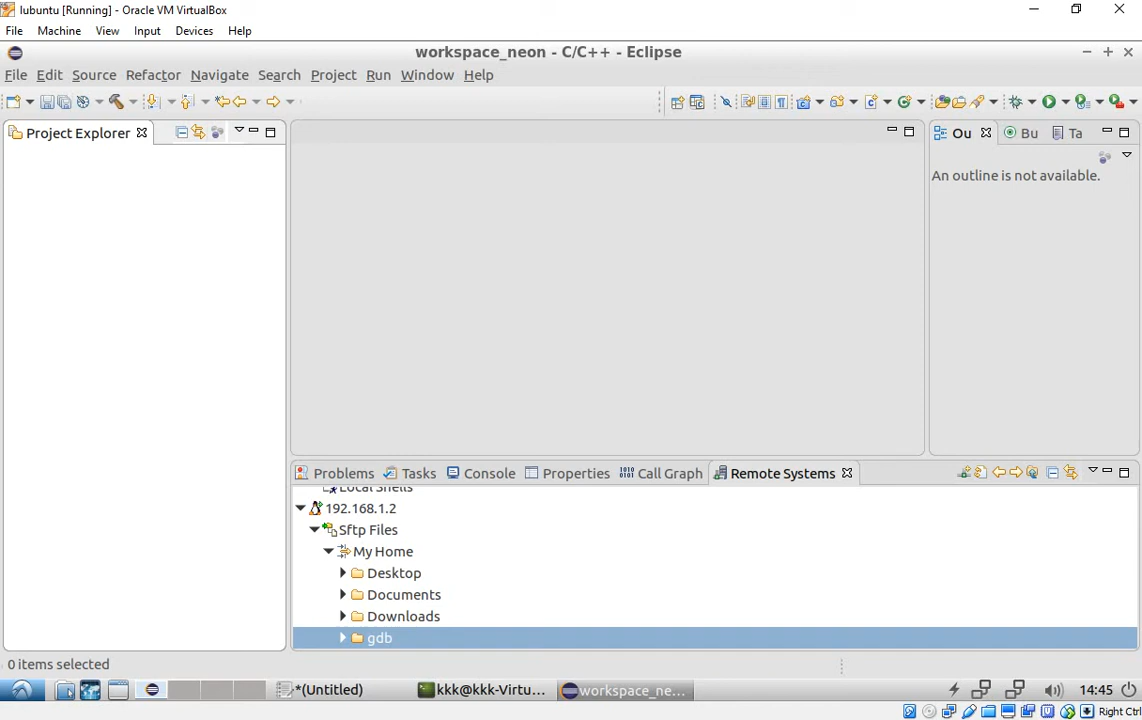 lubuntu [Running] - Oracle VM VirtualBox
File Machine View Input Devices Help
workspace_neon - C/C++ - Eclipse
File Edit Source Refactor Navigate Search Project Run Window Help
Project Explorer
Ou Bu Ta
An outline is not available.
Problems Tasks Console Properties Call Graph Remote Systems
Local Shells
192.168.1.2
Sftp Files
My Home
Desktop
Documents
Downloads
gdb
0 items selected
*(Untitled) kkk@kkk-Virtu... workspace_ne... 14:45
Right Ctrl